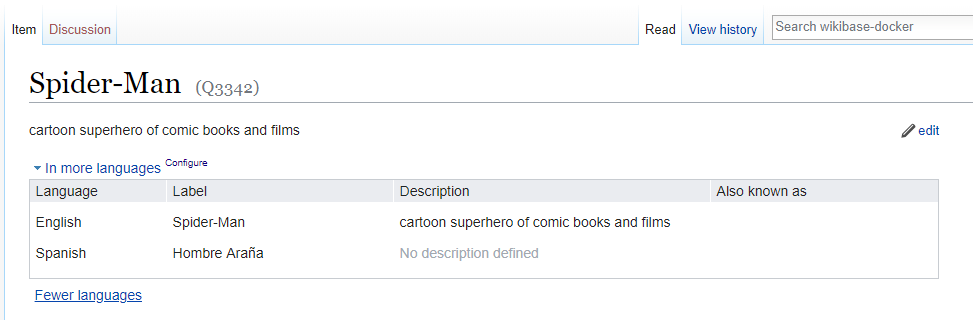 Item Discussion Read View history Search wikibase-docker
Spider-Man (Q3342)
cartoon superhero of comic books and films edit
In more languages Configure
Language Label Description Also known as
English Spider-Man cartoon superhero of comic books and films
Spanish Hombre Araña No description defined
Fewer languages